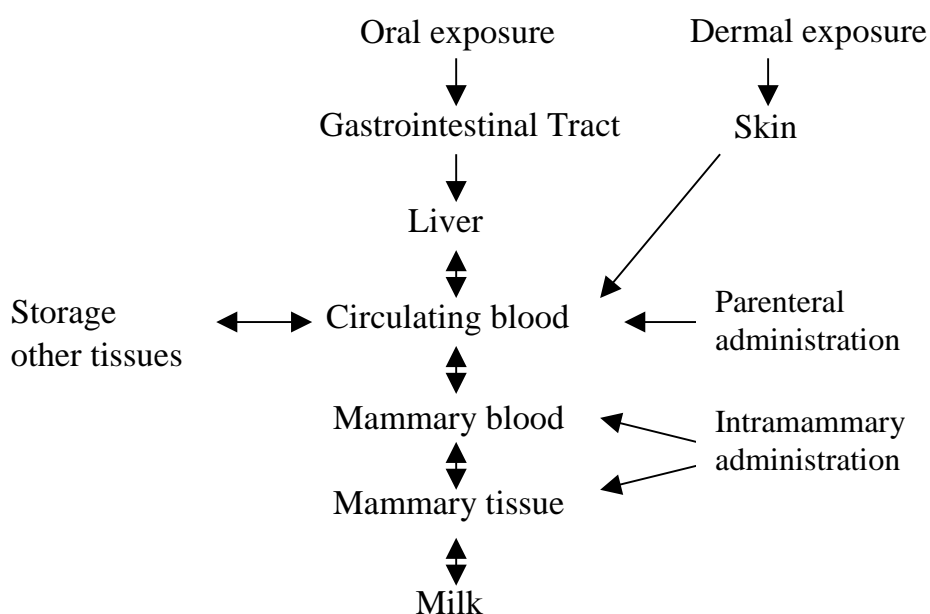 Oral exposure
Dermal exposure
Gastrointestinal Tract
Skin
Liver
Storage
other tissues
Circulating blood
Parenteral
administration
Mammary blood
Intramammary
administration
Mammary tissue
Milk